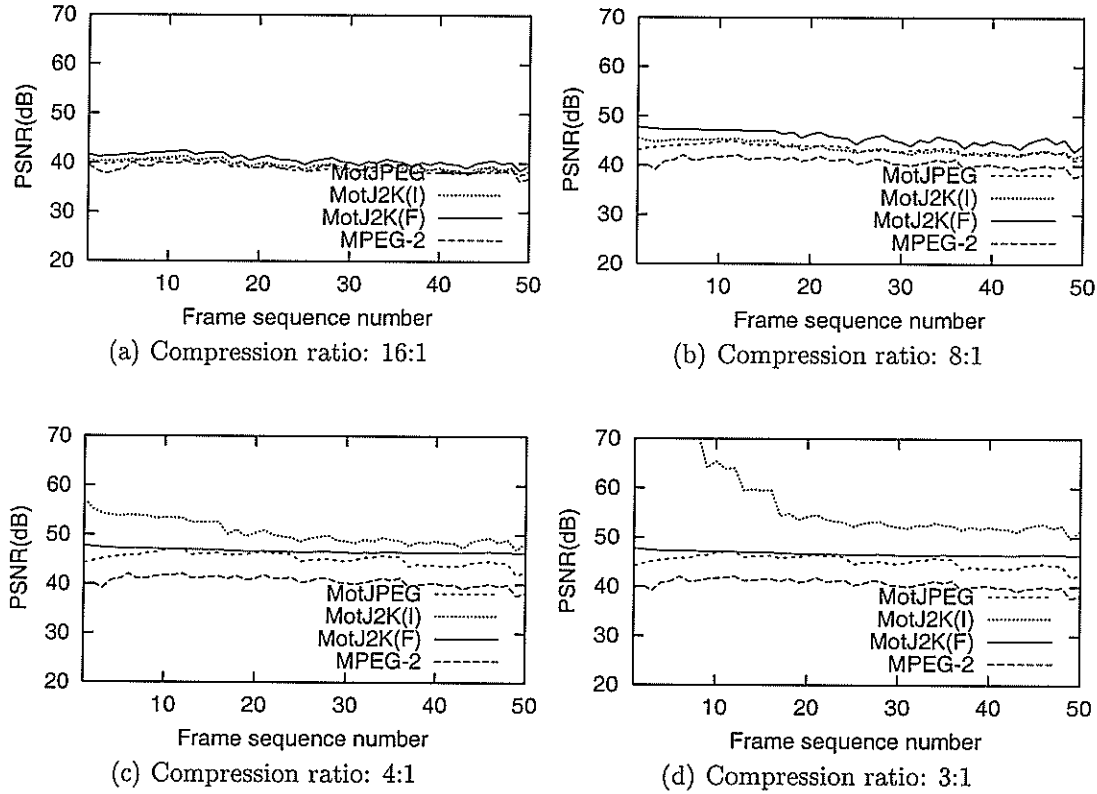 70
60
50
40
30
20
PSNR(dB)
MotJPEG
MotJ2K(I)
MotJ2K(F)
MPEG-2
10 20 30 40 50
Frame sequence number
(a) Compression ratio: 16:1
70
60
50
40
30
20
PSNR(dB)
MotJPEG
MotJ2K(I)
MotJ2K(F)
MPEG-2
10 20 30 40 50
Frame sequence number
(b) Compression ratio: 8:1
70
60
50
40
30
20
PSNR(dB)
MotJPEG
MotJ2K(I)
MotJ2K(F)
MPEG-2
10 20 30 40 50
Frame sequence number
(c) Compression ratio: 4:1
70
60
50
40
30
20
PSNR(dB)
MotJPEG
MotJ2K(I)
MotJ2K(F)
MPEG-2
10 20 30 40 50
Frame sequence number
(d) Compression ratio: 3:1